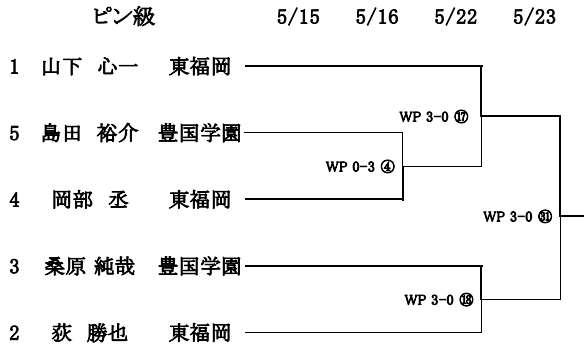 ピン級 5/15 5/16 5/22 5/23
1 山下 心一 東福岡
WP 3-0 ⑰
5 島田 裕介 豊国学園
WP 0-3 ④
4 岡部 丞 東福岡
WP 3-0 ㉛
3 桑原 純哉 豊国学園
WP 3-0 ⑱
2 荻 勝也 東福岡